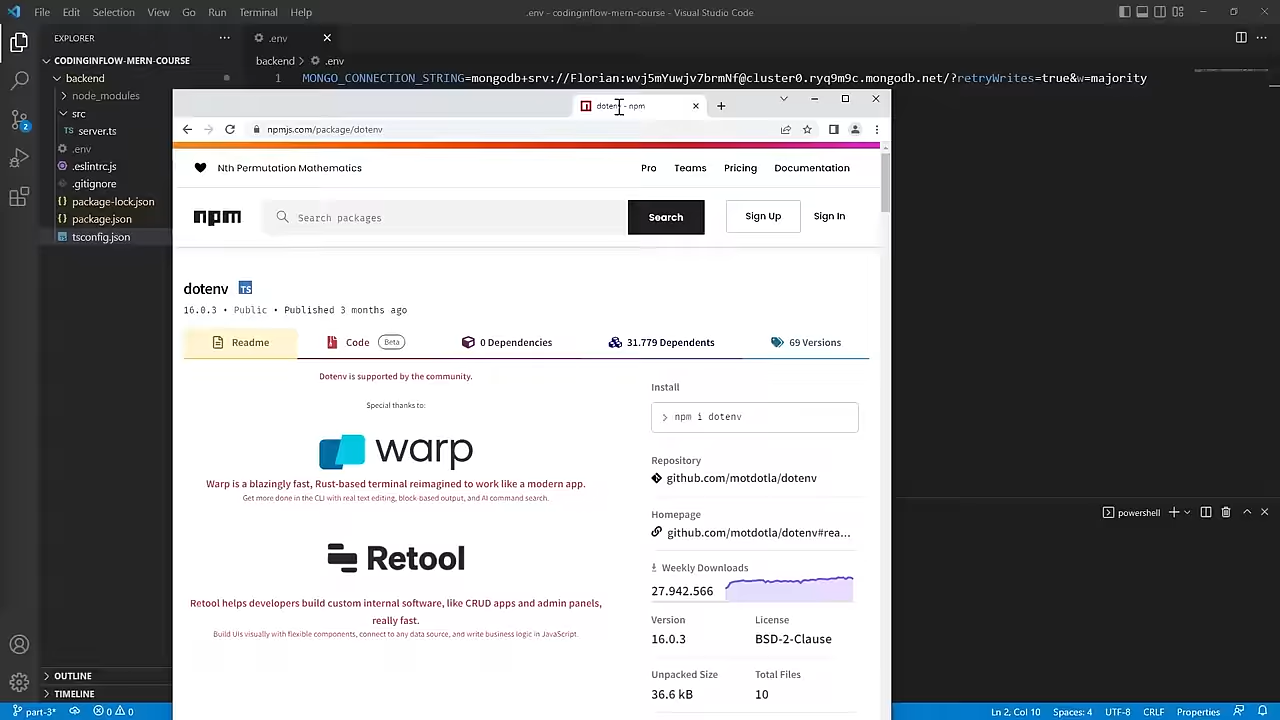 File Edit Selection View Go Run Terminal Help
.env - codinginflow-mern-course - Visual Studio Code
EXPLORER
.env
CODINGINFLOW-MERN-COURSE
backend > .env
backend
1 MONGO_CONNECTION_STRING=mongodb+srv://Florian:wvj5mYuwjv7brmNf@cluster0.ryq9m9c.mongodb.net/?retryWrites=true&w=majority
node_modules
src
TS server.ts
.env
.eslintrc.js
.gitignore
{} package-lock.json
{} package.json
tsconfig.json
2
OUTLINE
TIMELINE
dotenv - npm
npmjs.com/package/dotenv
Nth Permutation Mathematics
Pro Teams Pricing Documentation
npm
Search packages
Search
Sign Up
Sign In
dotenv TS
16.0.3 • Public • Published 3 months ago
Readme
Code Beta
0 Dependencies
31.779 Dependents
69 Versions
Dotenv is supported by the community.
Special thanks to:
warp
Warp is a blazingly fast, Rust-based terminal reimagined to work like a modern app.
Get more done in the CLI with real text editing, block-based output, and AI command search.
Retool
Retool helps developers build custom internal software, like CRUD apps and admin panels,
really fast.
Build UIs visually with flexible components, connect to any data source, and write business logic in JavaScript.
Install
> npm i dotenv
Repository
github.com/motdotla/dotenv
Homepage
github.com/motdotla/dotenv#rea...
Weekly Downloads
27.942.566
Version
16.0.3
License
BSD-2-Clause
Unpacked Size
36.6 kB
Total Files
10
powershell
part-3* 0 0
Ln 2, Col 10 Spaces: 4 UTF-8 CRLF Properties